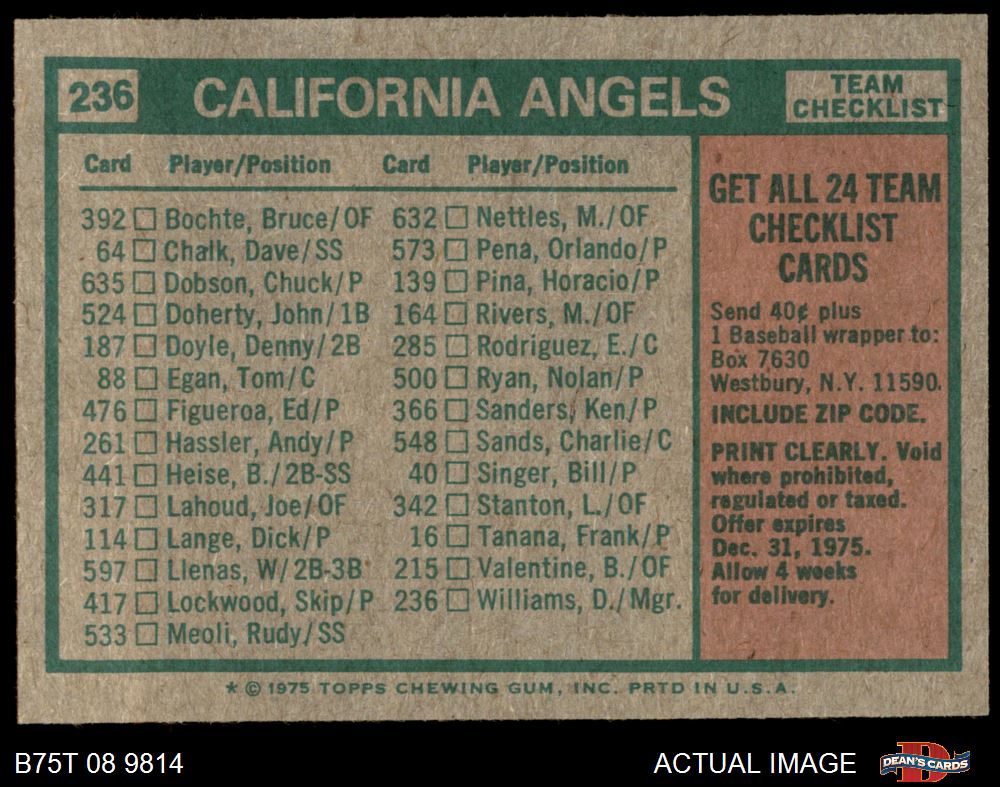 236 CALIFORNIA ANGELS TEAM CHECKLIST
Card Player/Position Card Player/Position
392 □ Bochte, Bruce/OF
64 □ Chalk, Dave/SS
635 □ Dobson, Chuck/P
524 □ Doherty, John/1B
187 □ Doyle, Denny/2B
88 □ Egan, Tom/C
476 □ Figueroa, Ed/P
261 □ Hassler, Andy/P
441 □ Heise, B./2B-SS
317 □ Lahoud, Joe/OF
114 □ Lange, Dick/P
597 □ Llenas, W/2B-3B
417 □ Lockwood, Skip/P
533 □ Meoli, Rudy/SS
632 □ Nettles, M./OF
573 □ Pena, Orlando/P
139 □ Pina, Horacio/P
164 □ Rivers, M./OF
285 □ Rodriguez, E./C
500 □ Ryan, Nolan/P
366 □ Sanders, Ken/P
548 □ Sands, Charlie/C
40 □ Singer, Bill/P
342 □ Stanton, L./OF
16 □ Tanana, Frank/P
215 □ Valentine, B./OF
236 □ Williams, D./Mgr.
GET ALL 24 TEAM
CHECKLIST
CARDS
Send 40¢ plus
1 Baseball wrapper to:
Box 7630
Westbury, N.Y. 11590.
INCLUDE ZIP CODE.
PRINT CLEARLY. Void
where prohibited,
regulated or taxed.
Offer expires
Dec. 31, 1975.
Allow 4 weeks
for delivery.
* © 1975 TOPPS CHEWING GUM, INC. PRTD IN U.S.A.
B75T 08 9814
ACTUAL IMAGE
D
DEAN'S CARDS